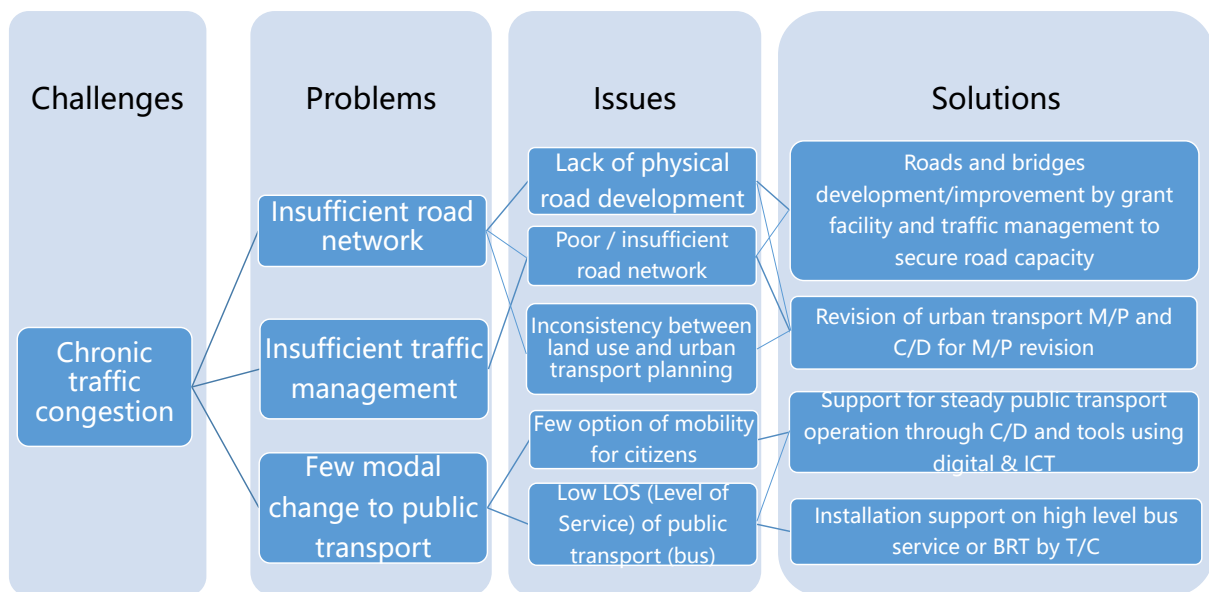 Challenges
Problems
Issues
Solutions
Chronic
traffic
congestion
Insufficient road
network
Insufficient traffic
management
Few modal
change to public
transport
Lack of physical
road development
Poor / insufficient
road network
Inconsistency between
land use and urban
transport planning
Few option of mobility
for citizens
Low LOS (Level of
Service) of public
transport (bus)
Roads and bridges
development/improvement by grant
facility and traffic management to
secure road capacity
Revision of urban transport M/P and
C/D for M/P revision
Support for steady public transport
operation through C/D and tools using
digital & ICT
Installation support on high level bus
service or BRT by T/C